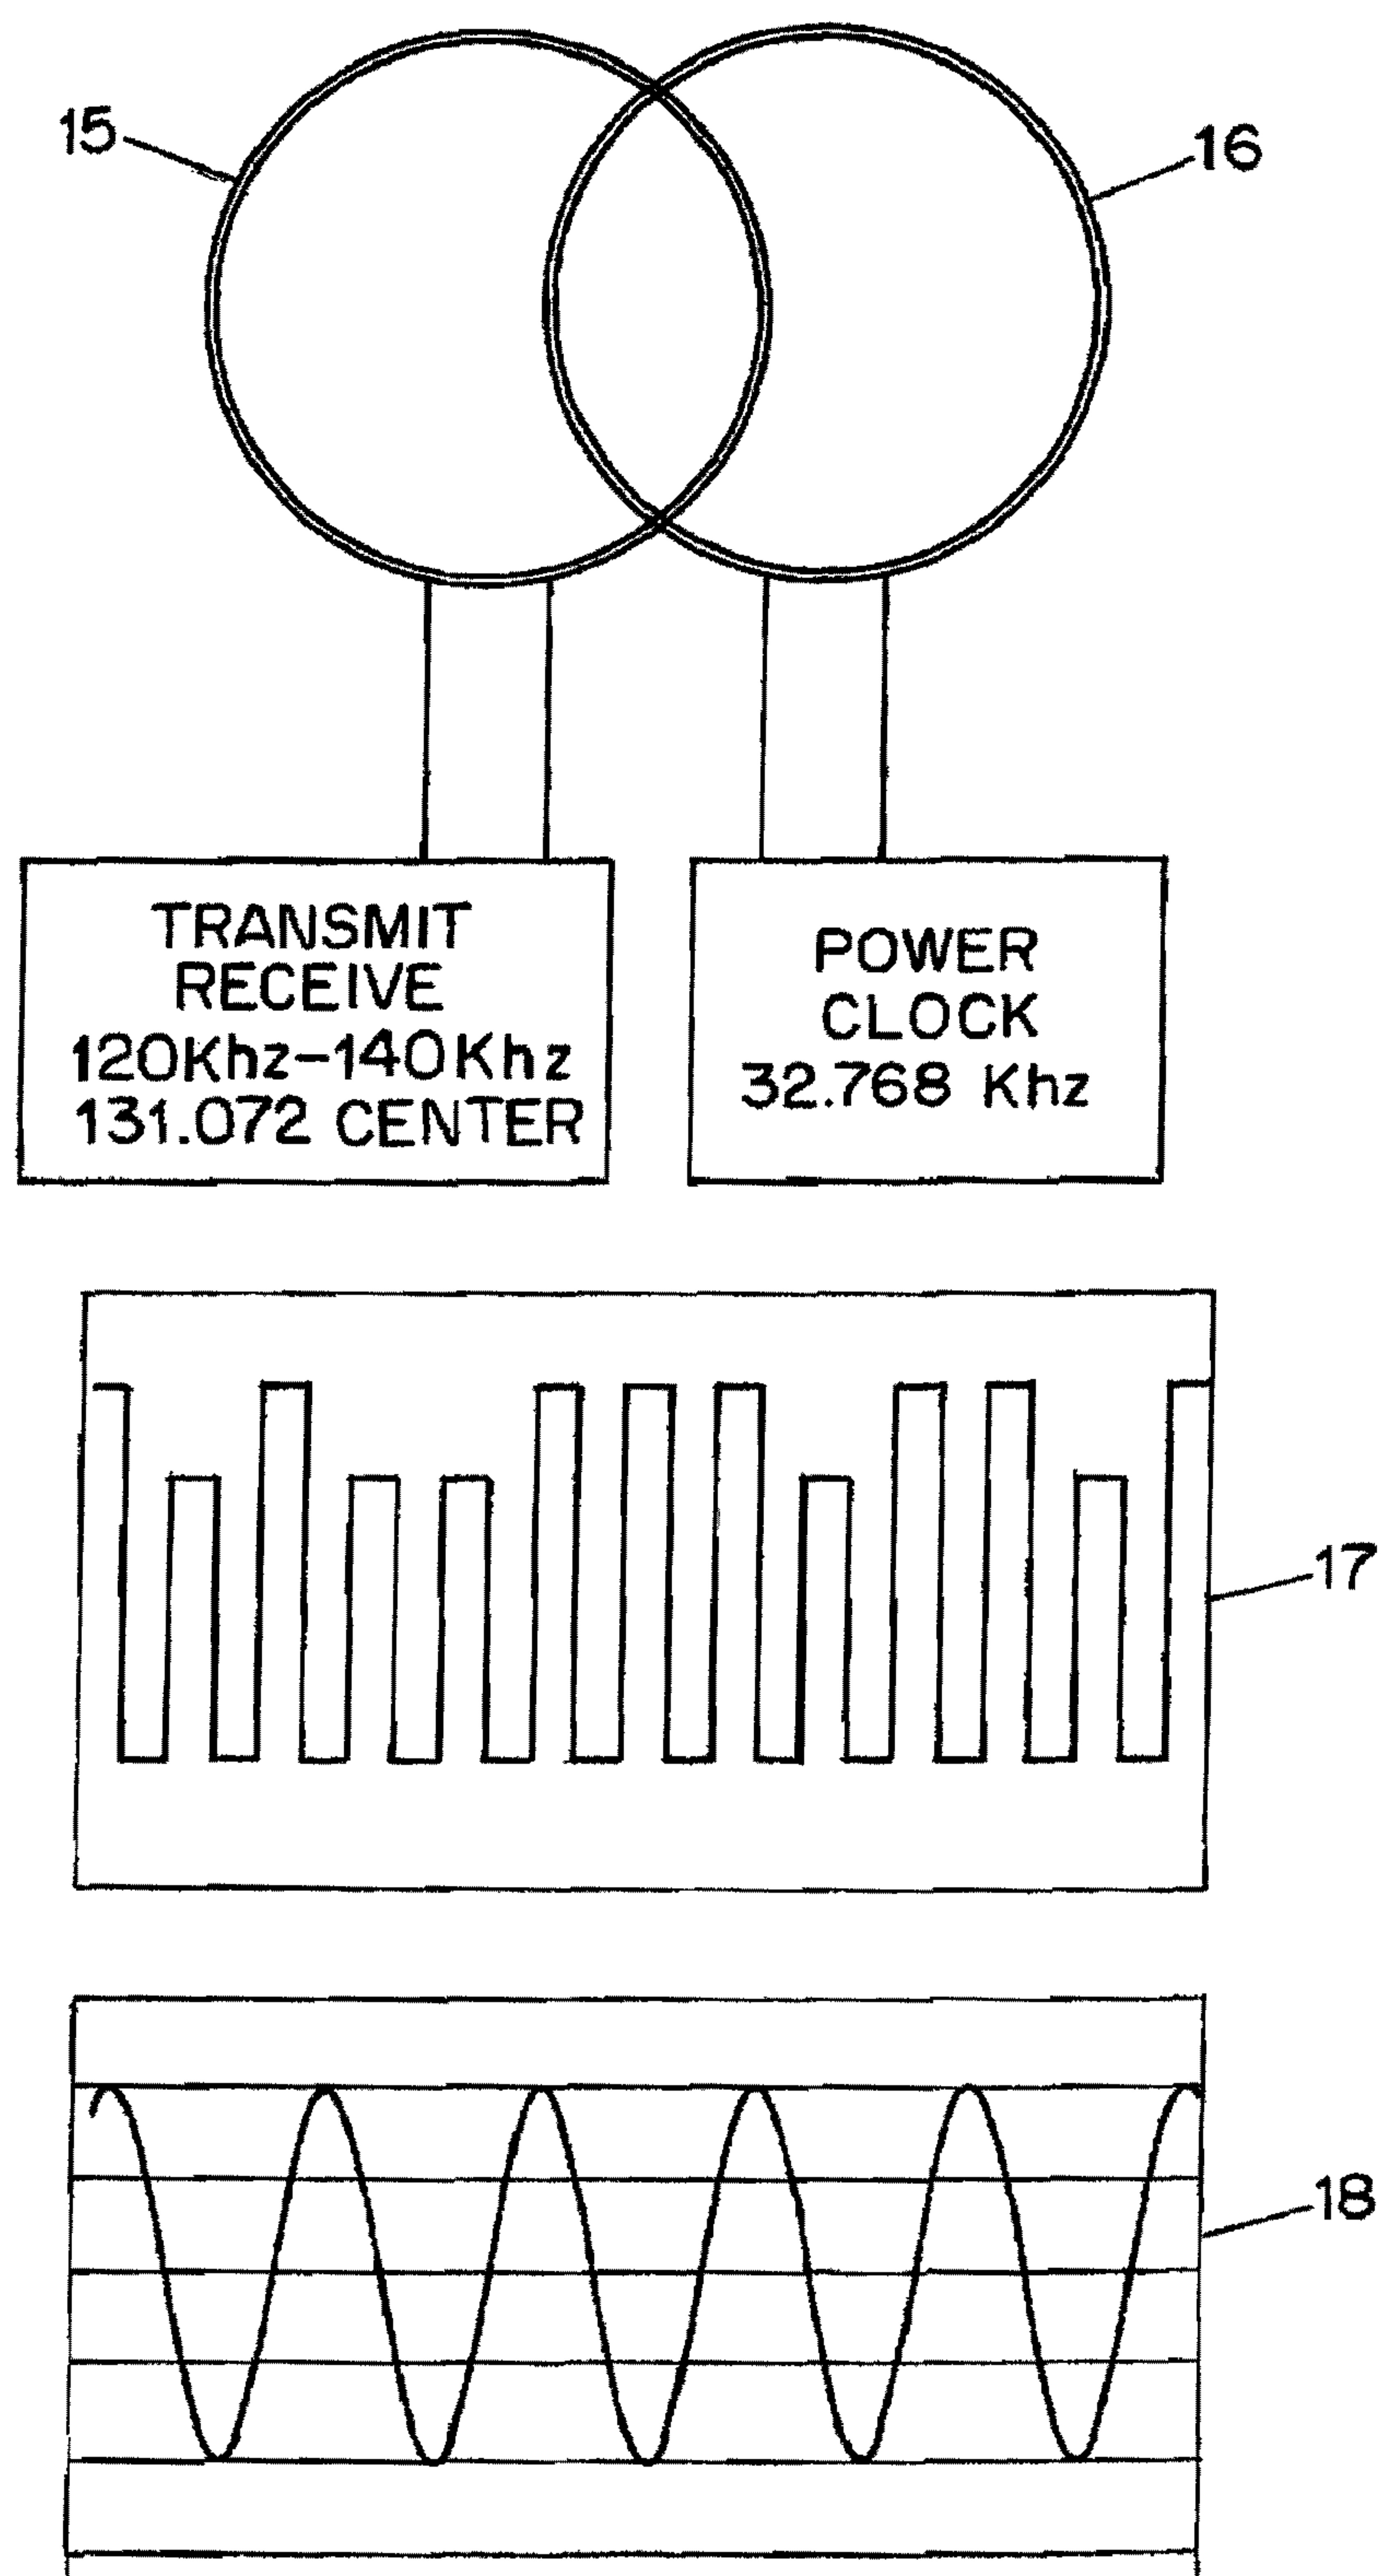 15
16
TRANSMIT
RECEIVE
120Khz-140Khz
131.072 CENTER
POWER
CLOCK
32.768 Khz
17
18